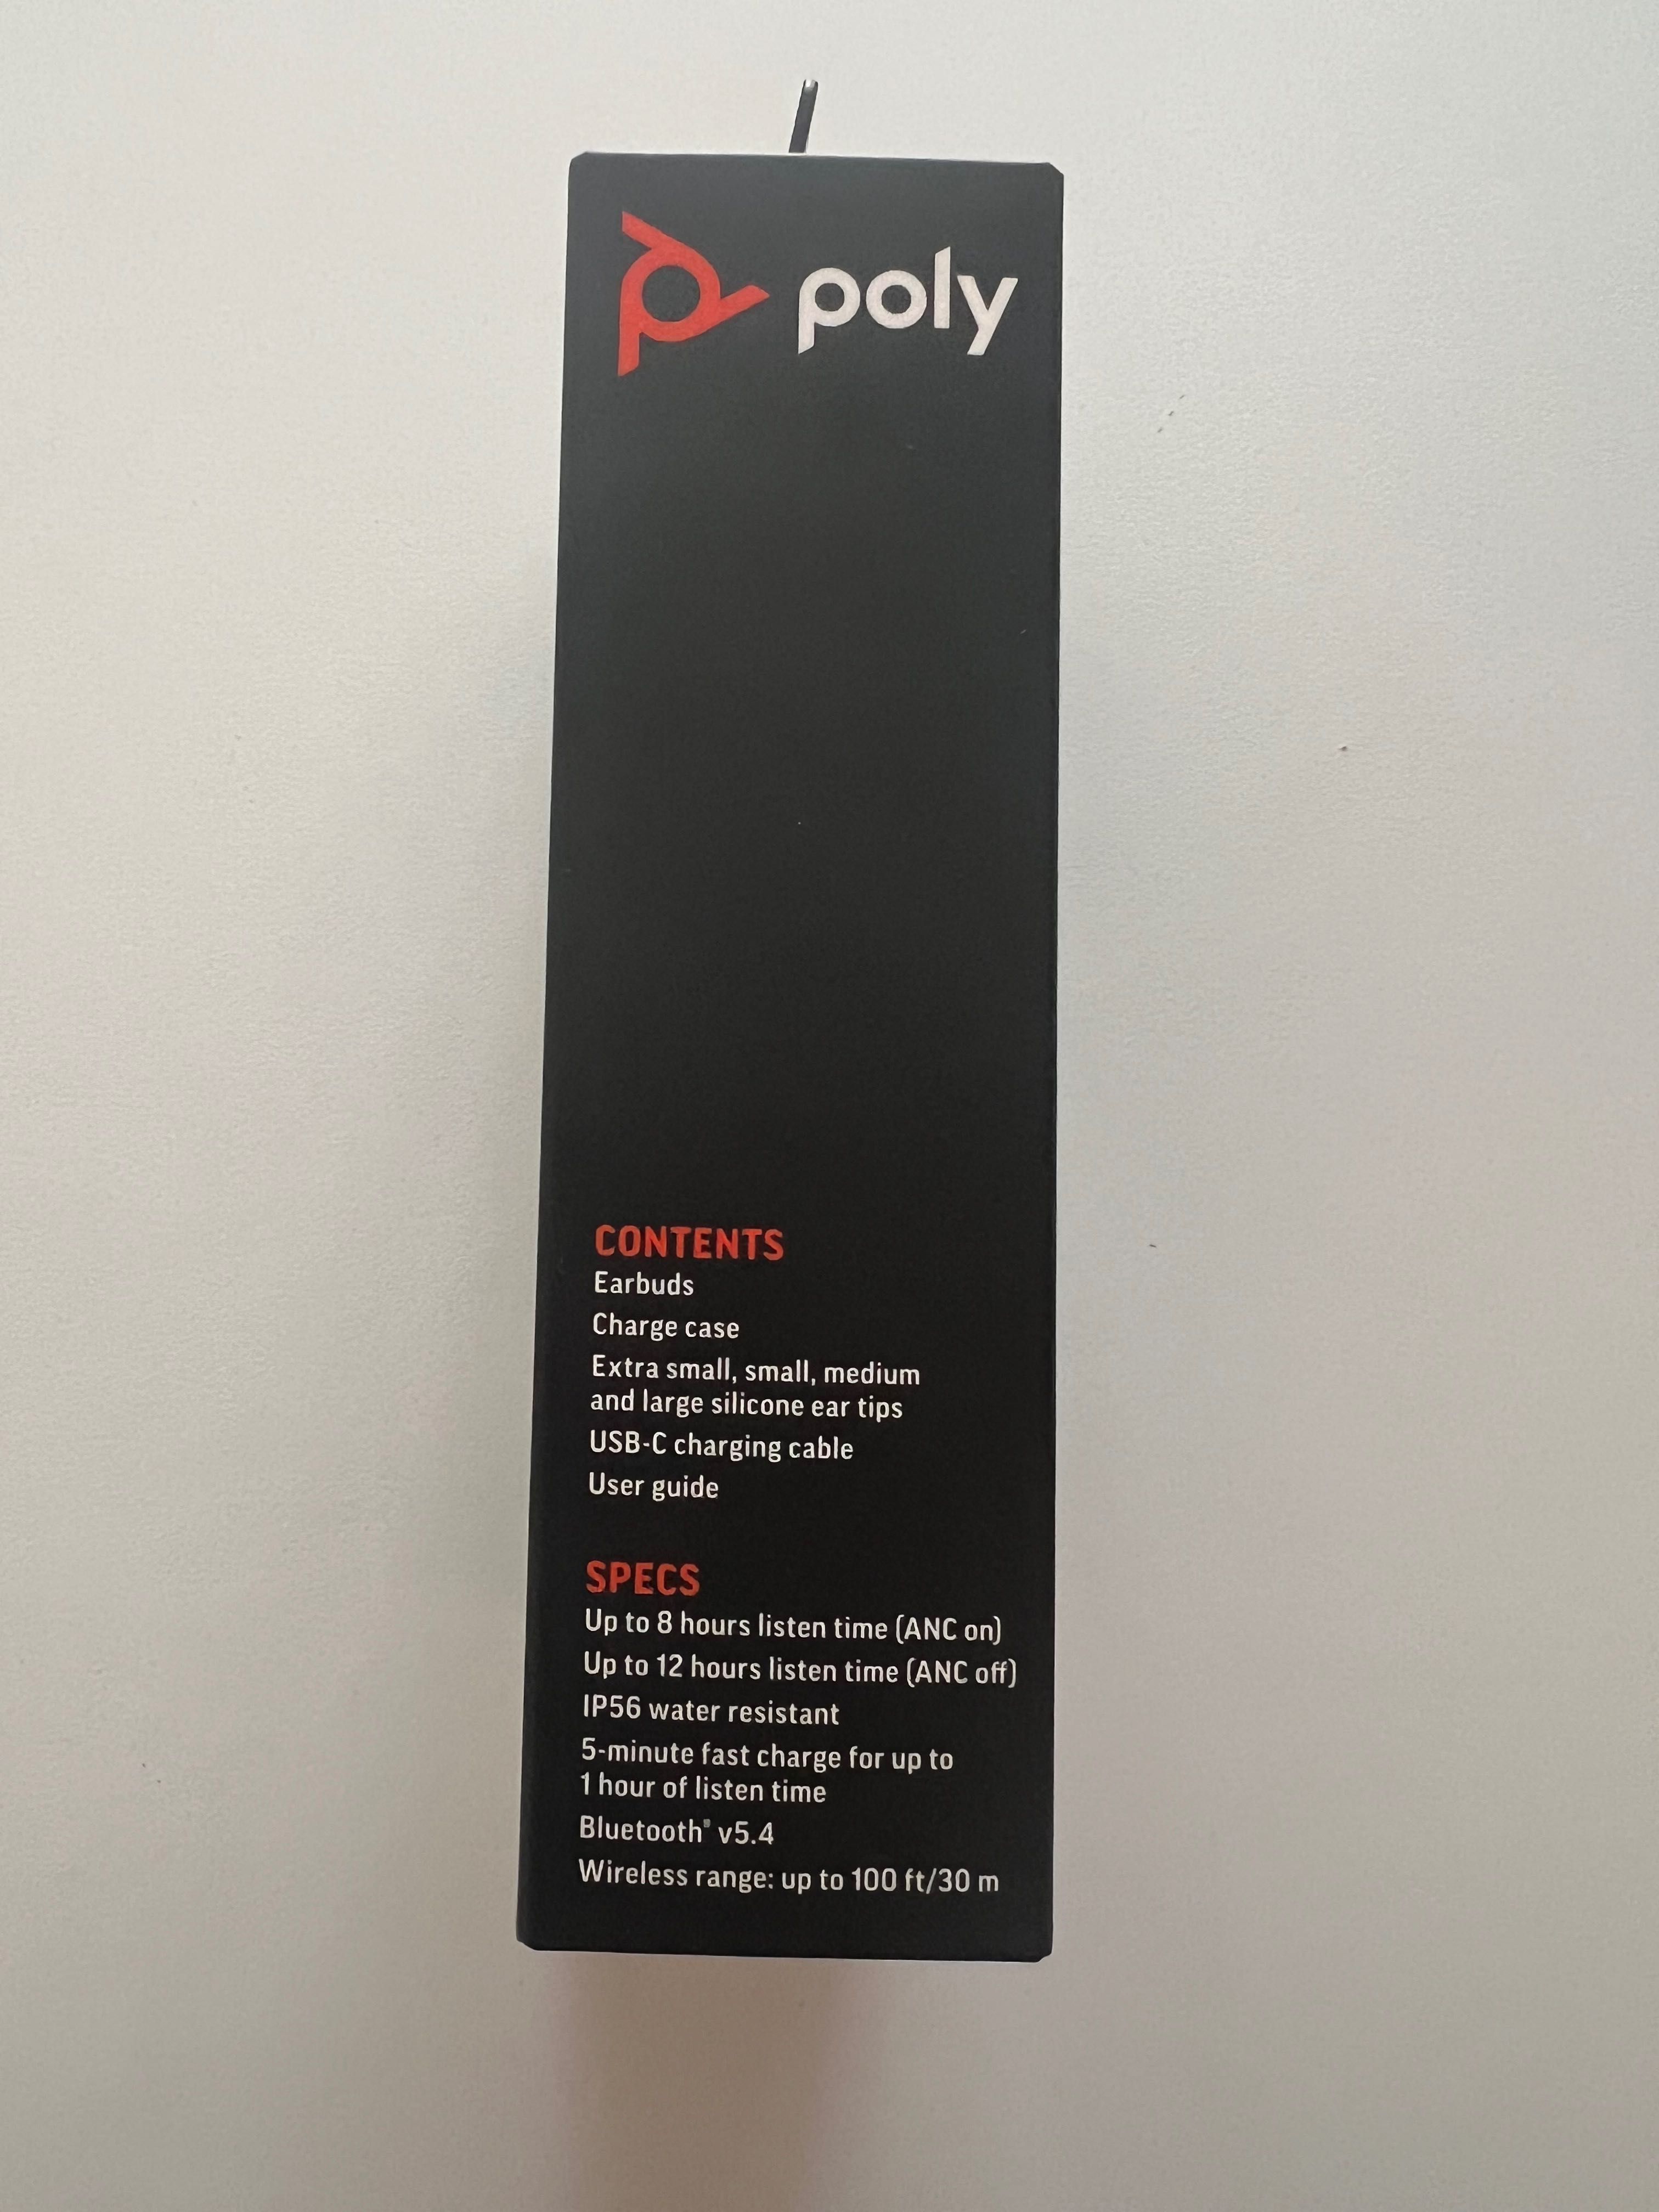 poly
CONTENTS
Earbuds
Charge case
Extra small, small, medium
and large silicone ear tips
USB-C charging cable
User guide
SPECS
Up to 8 hours listen time (ANC on)
Up to 12 hours listen time (ANC off)
IP56 water resistant
5-minute fast charge for up to
1 hour of listen time
Bluetooth® v5.4
Wireless range: up to 100 ft/30 m